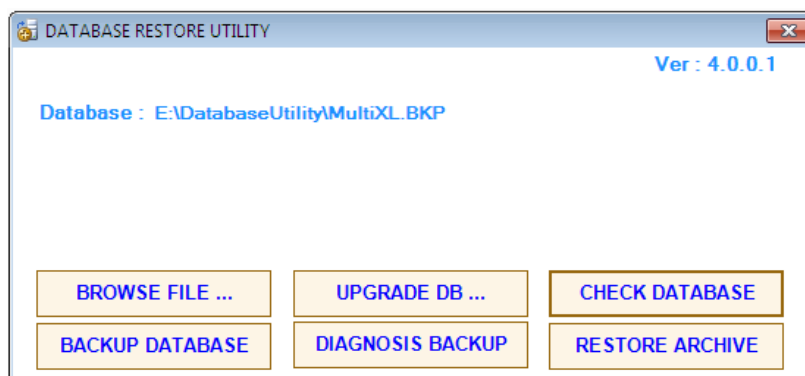 DATABASE RESTORE UTILITY
Ver : 4.0.0.1
Database : E:\DatabaseUtility\MultiXL.BKP
BROWSE FILE ... UPGRADE DB ... CHECK DATABASE
BACKUP DATABASE DIAGNOSIS BACKUP RESTORE ARCHIVE